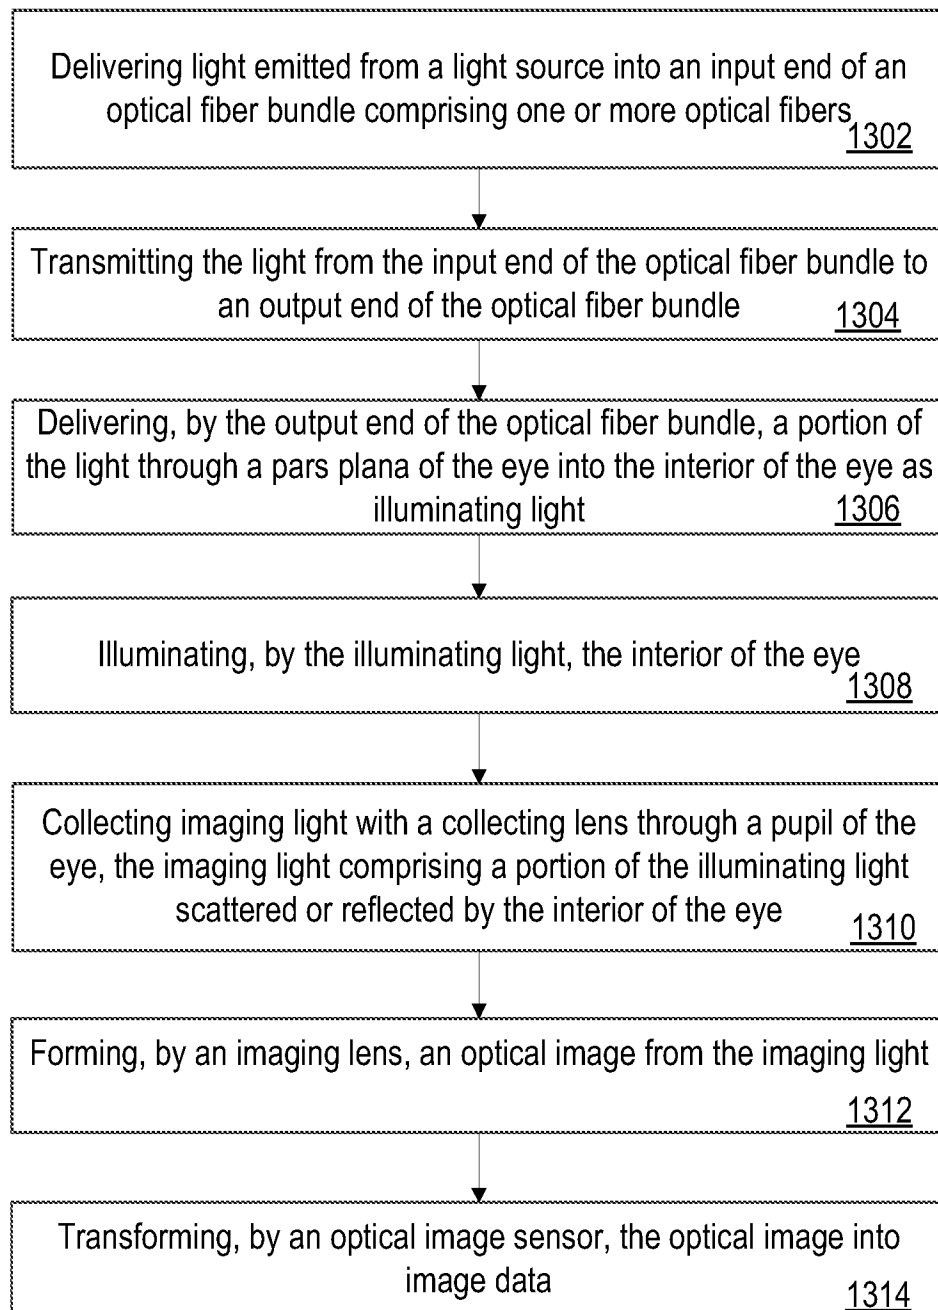 Delivering light emitted from a light source into an input end of an
optical fiber bundle comprising one or more optical fibers
1302
Transmitting the light from the input end of the optical fiber bundle to
an output end of the optical fiber bundle
1304
Delivering, by the output end of the optical fiber bundle, a portion of
the light through a pars plana of the eye into the interior of the eye as
illuminating light
1306
Illuminating, by the illuminating light, the interior of the eye
1308
Collecting imaging light with a collecting lens through a pupil of the
eye, the imaging light comprising a portion of the illuminating light
scattered or reflected by the interior of the eye
1310
Forming, by an imaging lens, an optical image from the imaging light
1312
Transforming, by an optical image sensor, the optical image into
image data
1314